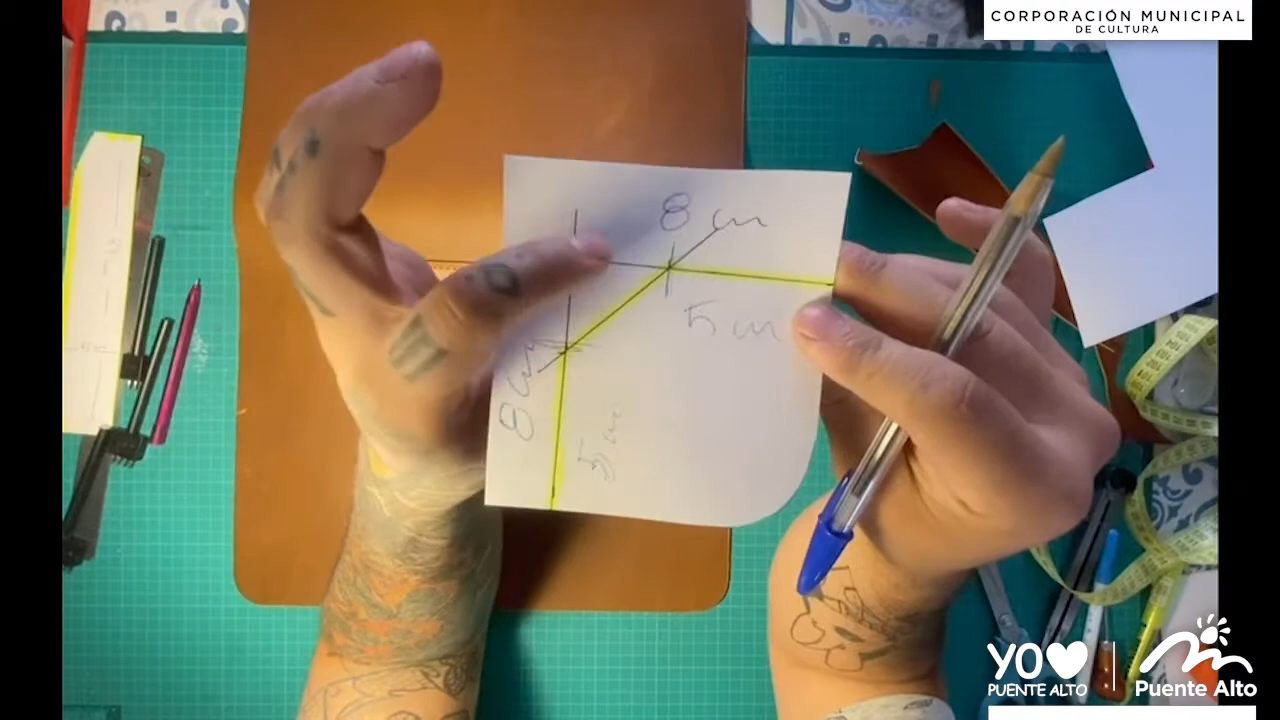 CORPORACIÓN MUNICIPAL
DE CULTURA
8 cm
5 cm
8 cm
5 cm
YO
PUENTE ALTO
Puente Alto